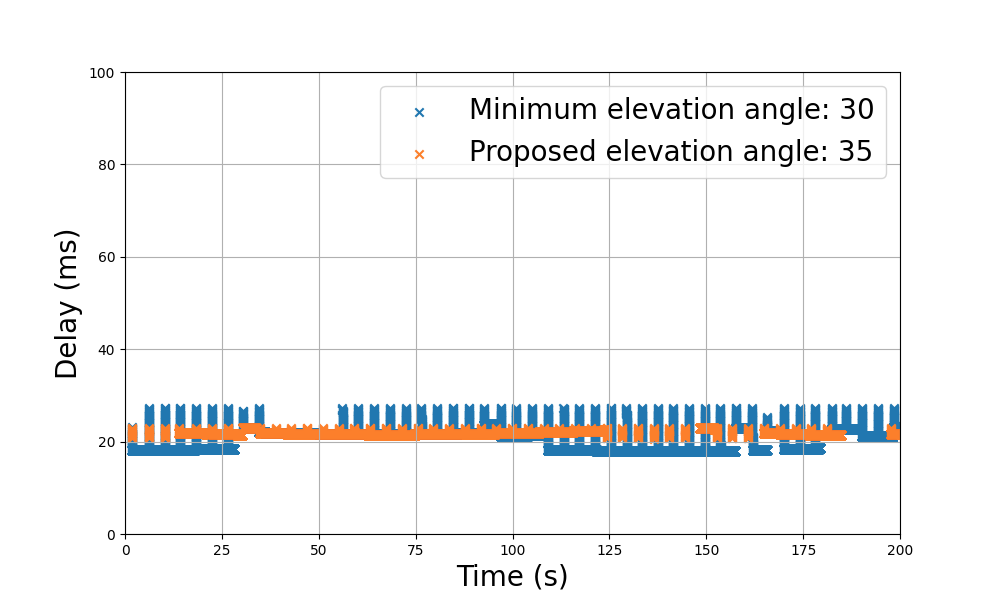 100
80
60
40
20
0
Delay (ms)
Minimum elevation angle: 30
Proposed elevation angle: 35
0 25 50 75 100 125 150 175 200
Time (s)